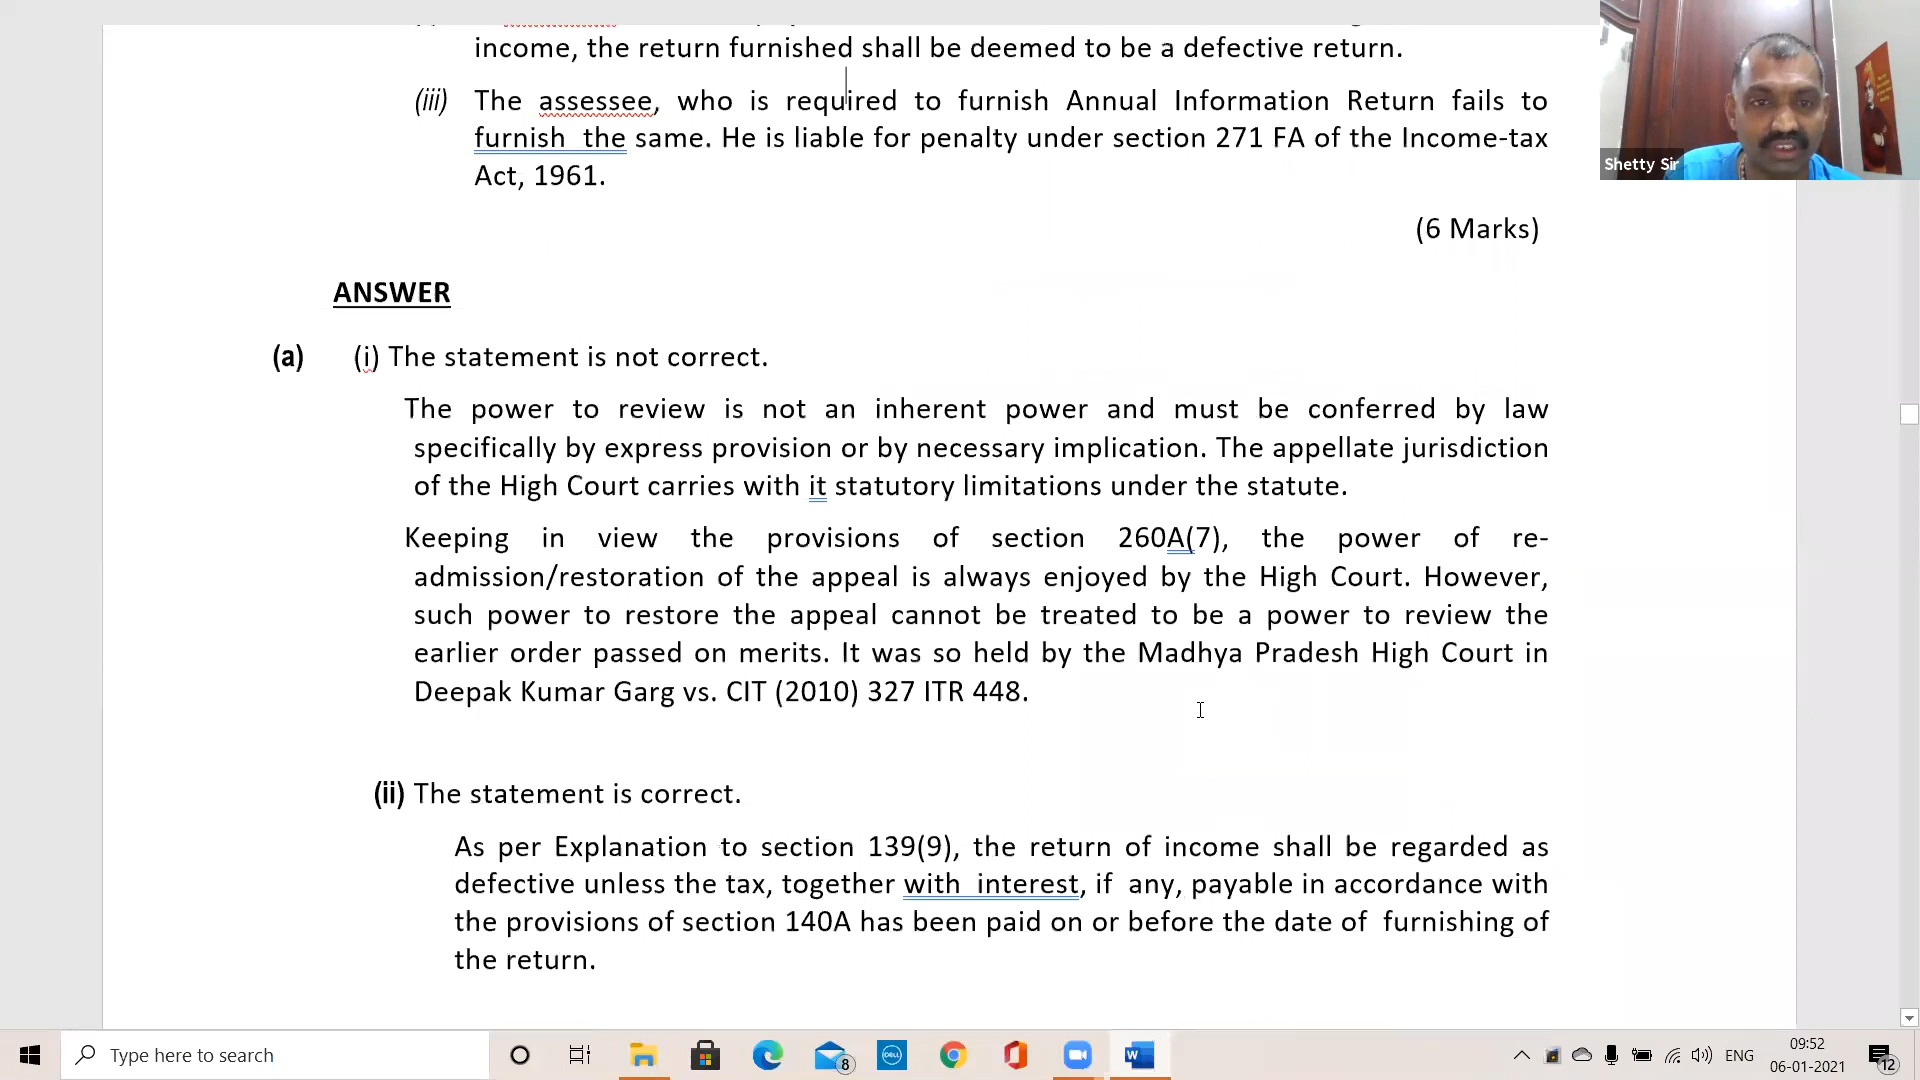 income, the return furnished shall be deemed to be a defective return.
(iii) The assessee, who is required to furnish Annual Information Return fails to
furnish the same. He is liable for penalty under section 271 FA of the Income-tax
Act, 1961.
Shetty Sir
(6 Marks)
ANSWER
(a) (i) The statement is not correct.
The power to review is not an inherent power and must be conferred by law
specifically by express provision or by necessary implication. The appellate jurisdiction
of the High Court carries with it statutory limitations under the statute.
Keeping in view the provisions of section 260A(7), the power of re-
admission/restoration of the appeal is always enjoyed by the High Court. However,
such power to restore the appeal cannot be treated to be a power to review the
earlier order passed on merits. It was so held by the Madhya Pradesh High Court in
Deepak Kumar Garg vs. CIT (2010) 327 ITR 448.
(ii) The statement is correct.
As per Explanation to section 139(9), the return of income shall be regarded as
defective unless the tax, together with interest, if any, payable in accordance with
the provisions of section 140A has been paid on or before the date of furnishing of
the return.
Type here to search
8
DELL
W
ENG
09:52
06-01-2021
12